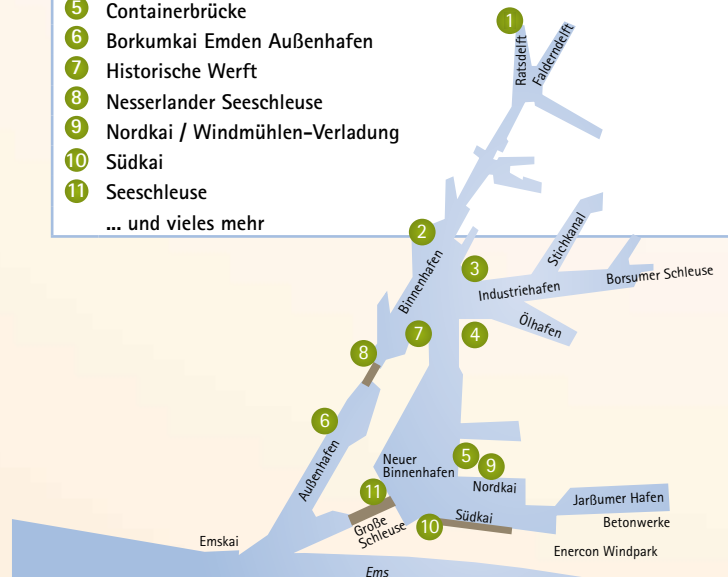 5 Containerbrücke
6 Borkumkai Emden Außenhafen
7 Historische Werft
8 Nesserlander Seeschleuse
9 Nordkai / Windmühlen-Verladung
10 Südkai
11 Seeschleuse
... und vieles mehr
1
Ratsdelft
Falderndelft
2
Binnenhafen
3
Stichkanal
Industriehafen
Borsumer Schleuse
Ölhafen
7
4
8
6
Außenhafen
Neuer
Binnenhafen
5
9
Nordkai
11
Große
Schleuse
10
Südkai
Jarßumer Hafen
Betonwerke
Enercon Windpark
Emskai
Ems